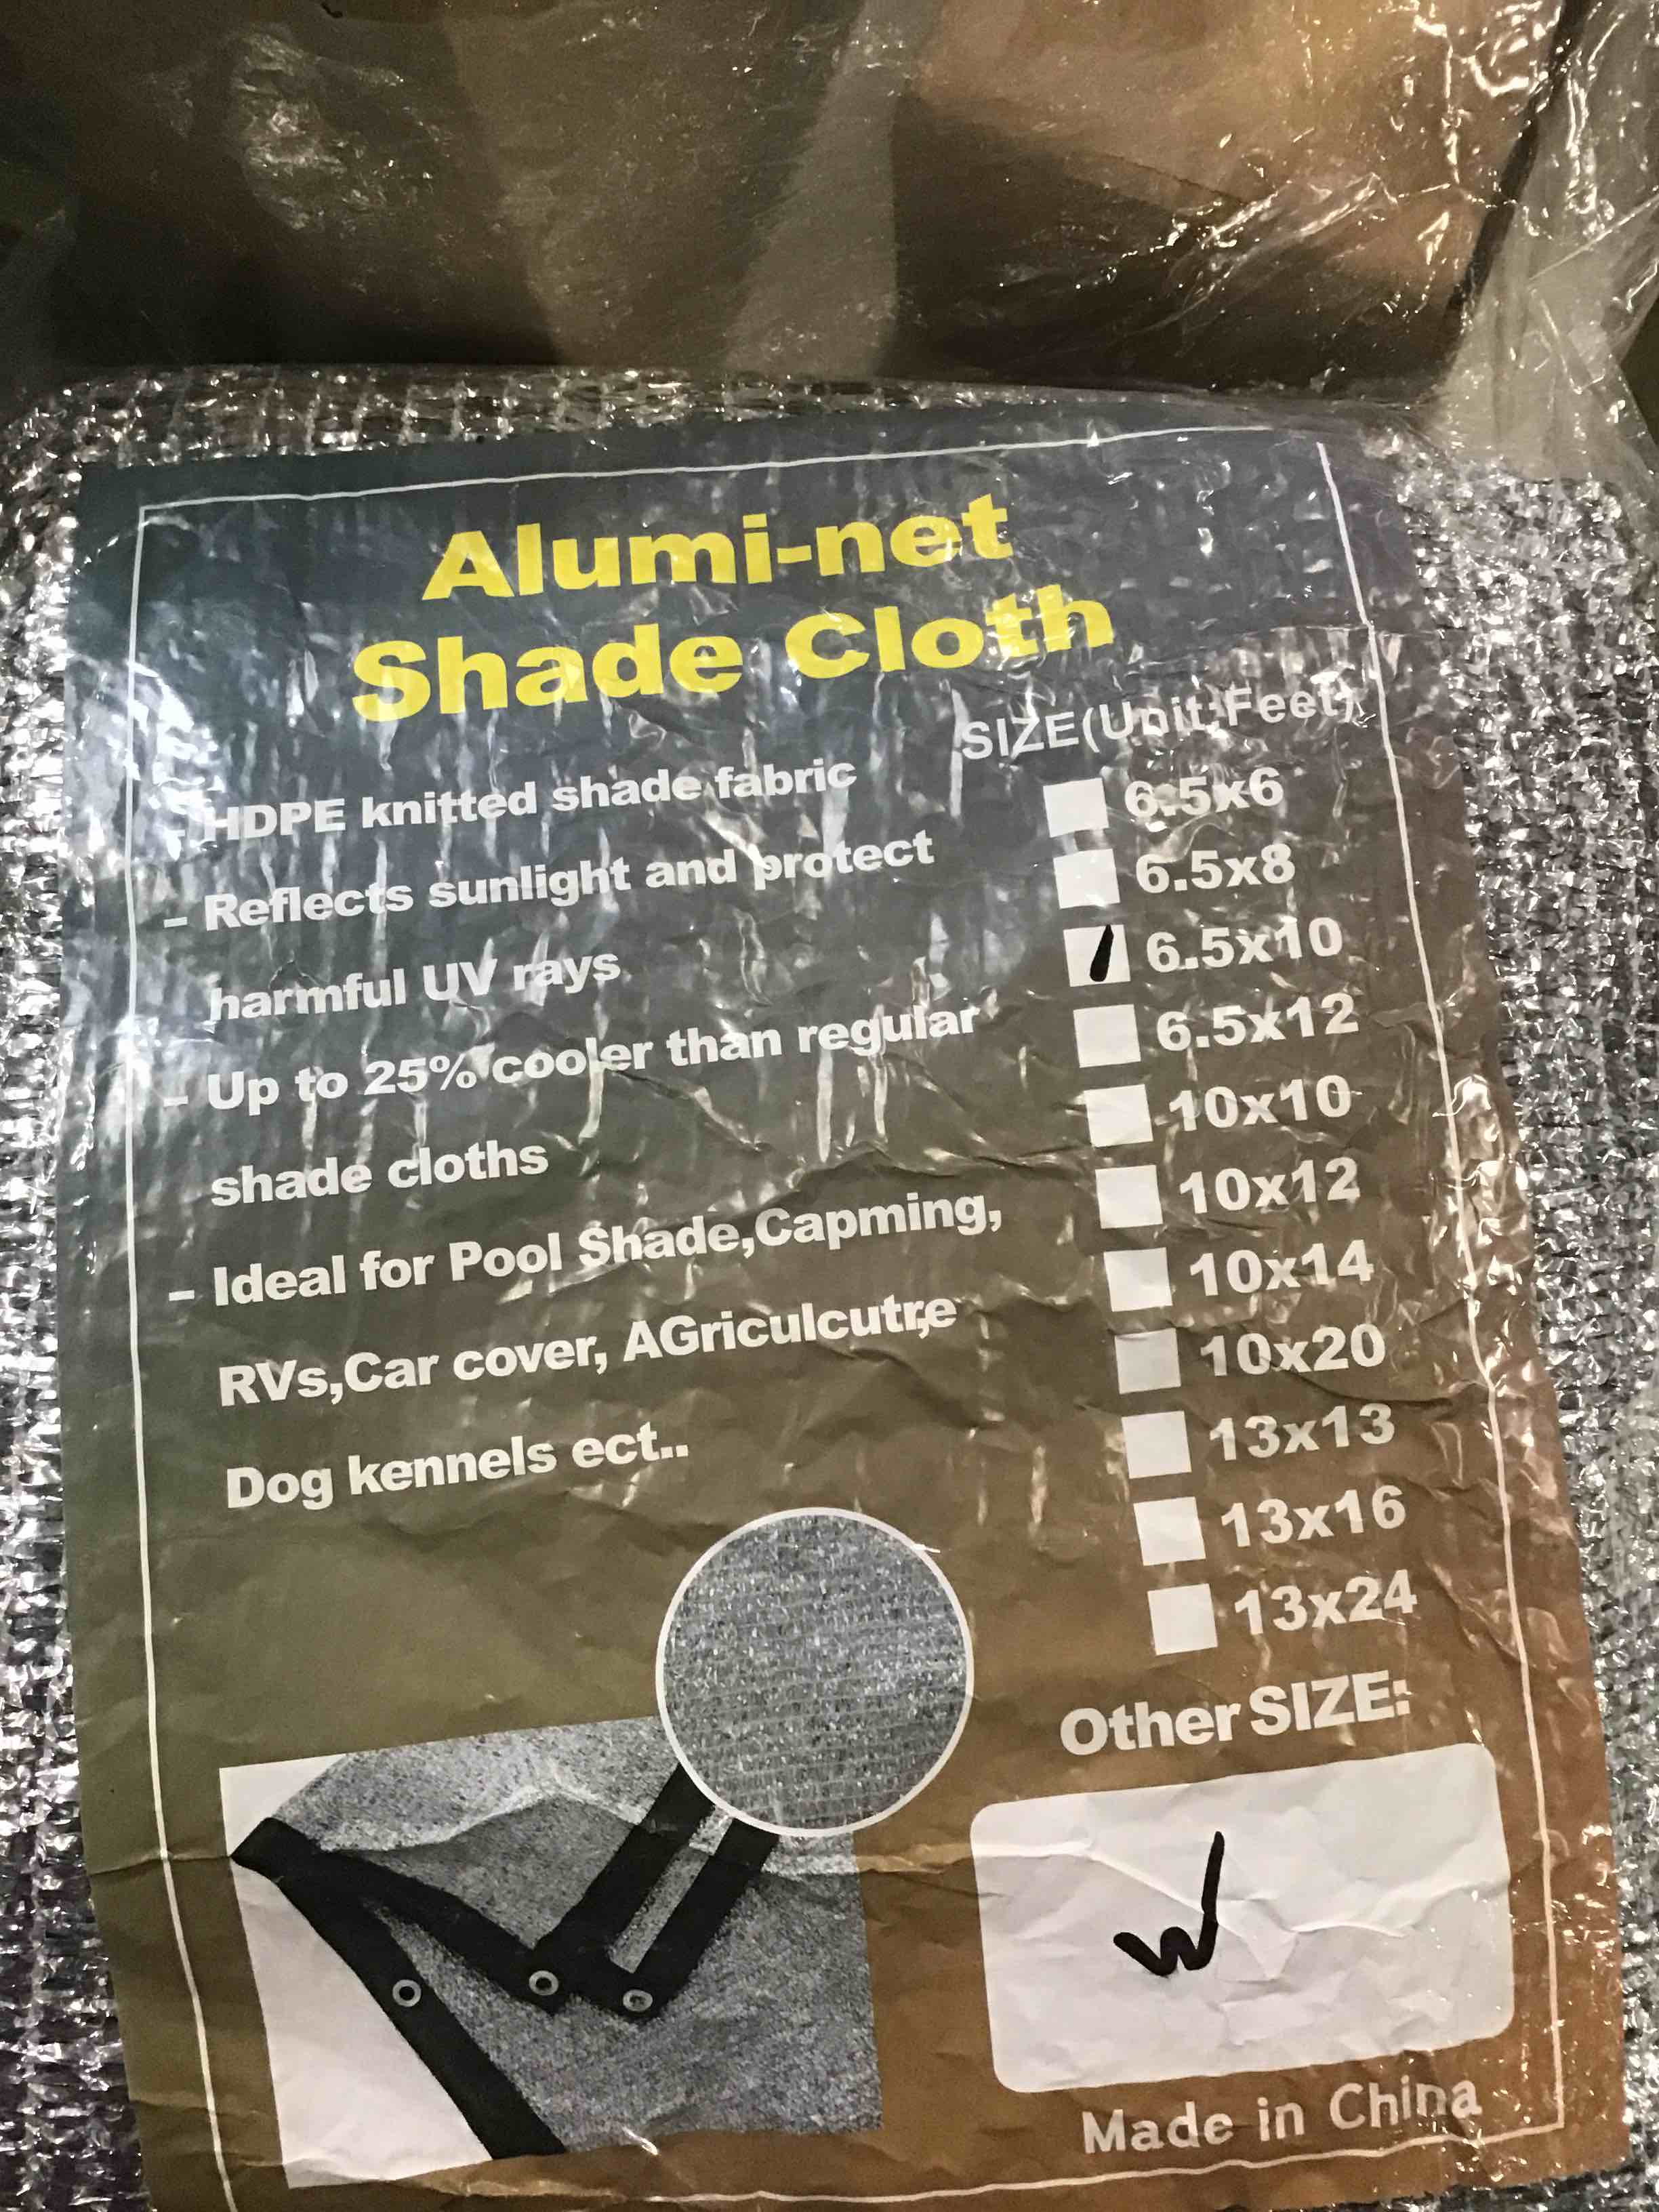 Alumi-net
Shade Cloth
SIZE(Unit:Feet)
- HDPE knitted shade fabric
- Reflects sunlight and protect
harmful UV rays
- Up to 25% cooler than regular
shade cloths
- Ideal for Pool Shade,Capming,
RVs,Car cover, AGriculcutr,e
Dog kennels ect..
6.5x6
6.5x8
6.5x10
6.5x12
10x10
10x12
10x14
10x20
13x13
13x16
13x24
Other SIZE:
W
Made in China